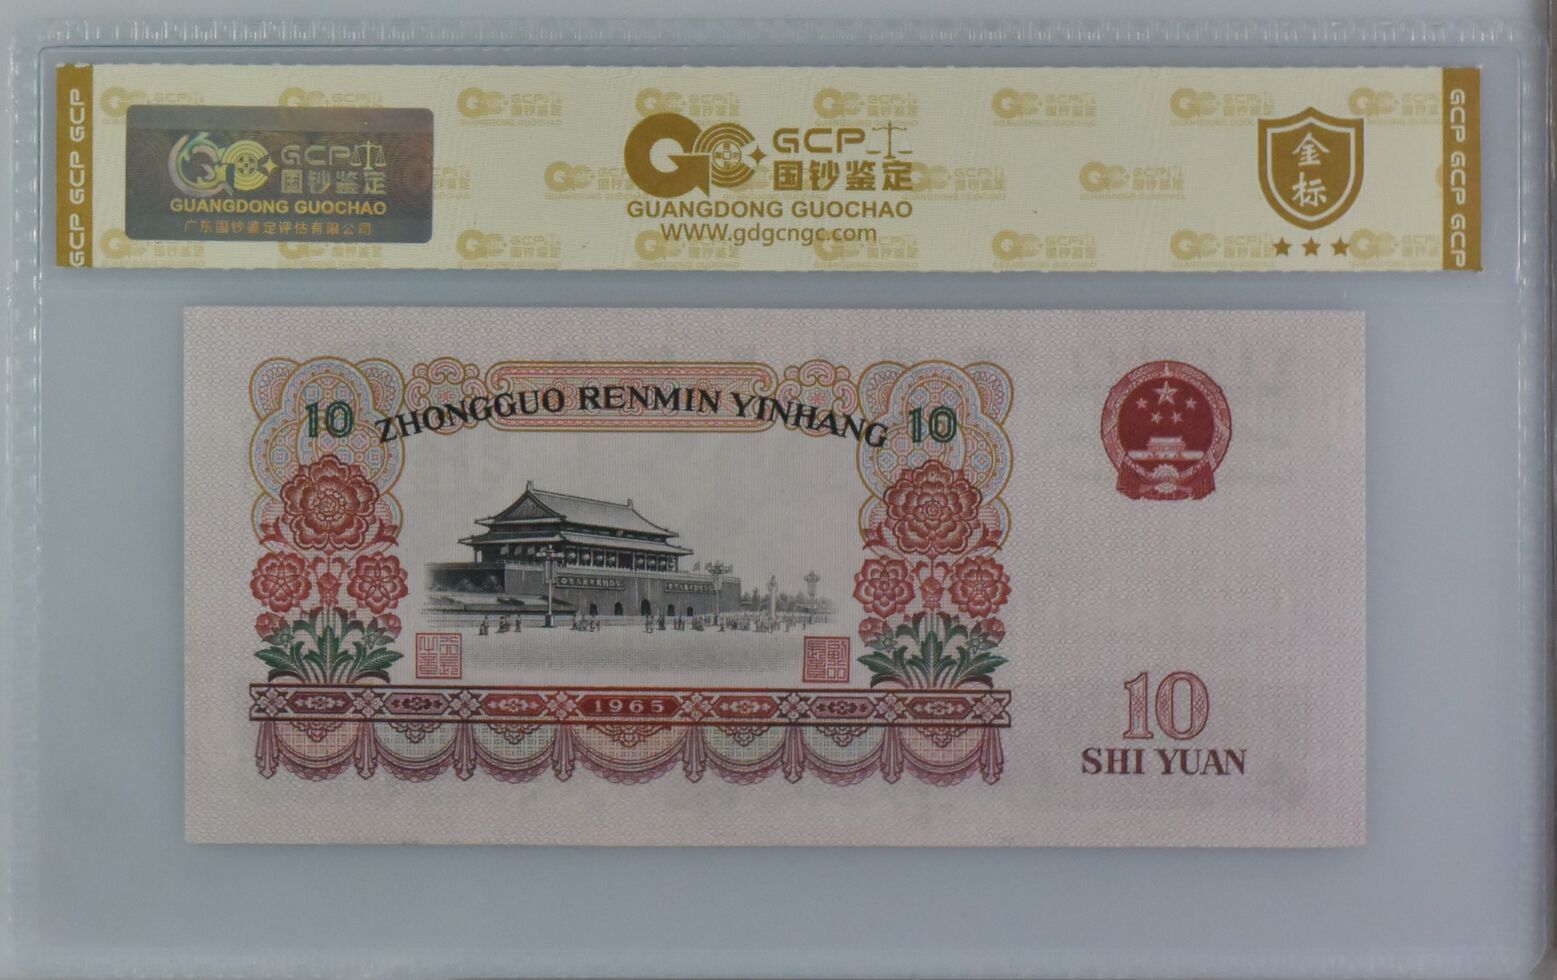 GCP GCP GCP
GCP 国钞鉴定
GUANGDONG GUOCHAO
广东国钞鉴定评估有限公司
GCP
国钞鉴定
GUANGDONG GUOCHAO
WWW.gdgcngc.com
金标
GCP GCP GCP
10 ZHONGGUO RENMIN YINHANG 10
1965
10
SHI YUAN